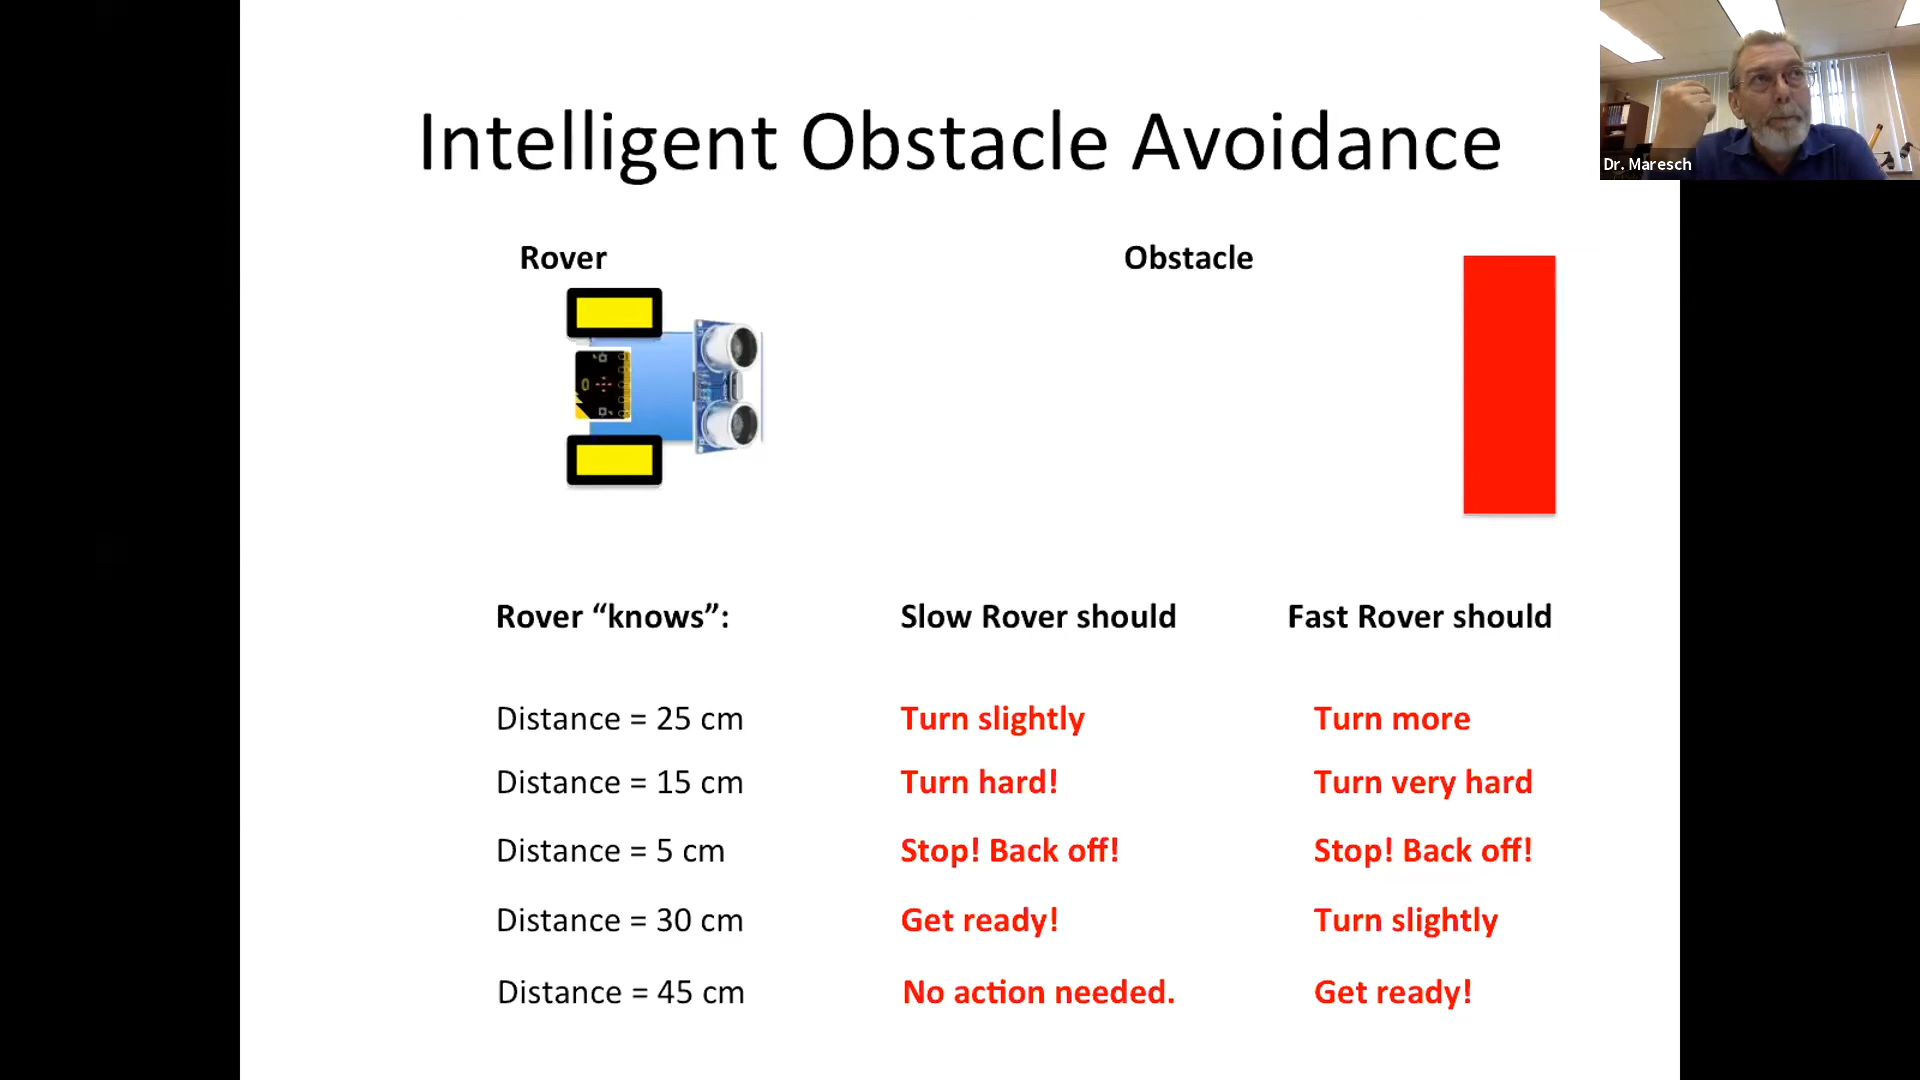 Intelligent Obstacle Avoidance
Dr. Maresch
Rover
Obstacle
Rover “knows”:
Slow Rover should
Fast Rover should
Distance = 25 cm
Turn slightly
Turn more
Distance = 15 cm
Turn hard!
Turn very hard
Distance = 5 cm
Stop! Back off!
Stop! Back off!
Distance = 30 cm
Get ready!
Turn slightly
Distance = 45 cm
No action needed.
Get ready!